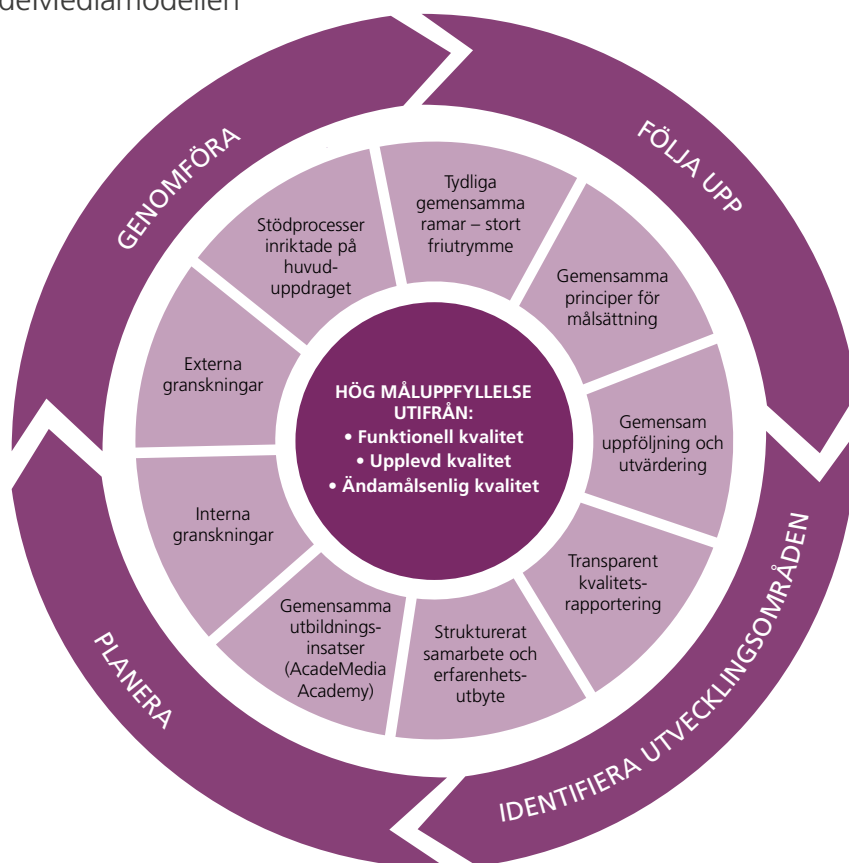 deMediamodellen
GENOMFÖRA
FÖLJA UPP
IDENTIFIERA UTVECKLINGSOMRÅDEN
PLANERA
Tydliga
gemensamma
ramar – stort
friutrymme
Gemensamma
principer för
målsättning
Gemensam
uppföljning och
utvärdering
Transparent
kvalitets-
rapportering
Strukturerat
samarbete och
erfarenhets-
utbyte
Gemensamma
utbildnings-
insatser
(AcadeMedia
Academy)
Interna
granskningar
Externa
granskningar
Stödprocesser
inriktade på
huvud-
uppdraget
HÖG MÅLUPPFYLLELSE
UTIFRÅN:
• Funktionell kvalitet
• Upplevd kvalitet
• Ändamålsenlig kvalitet